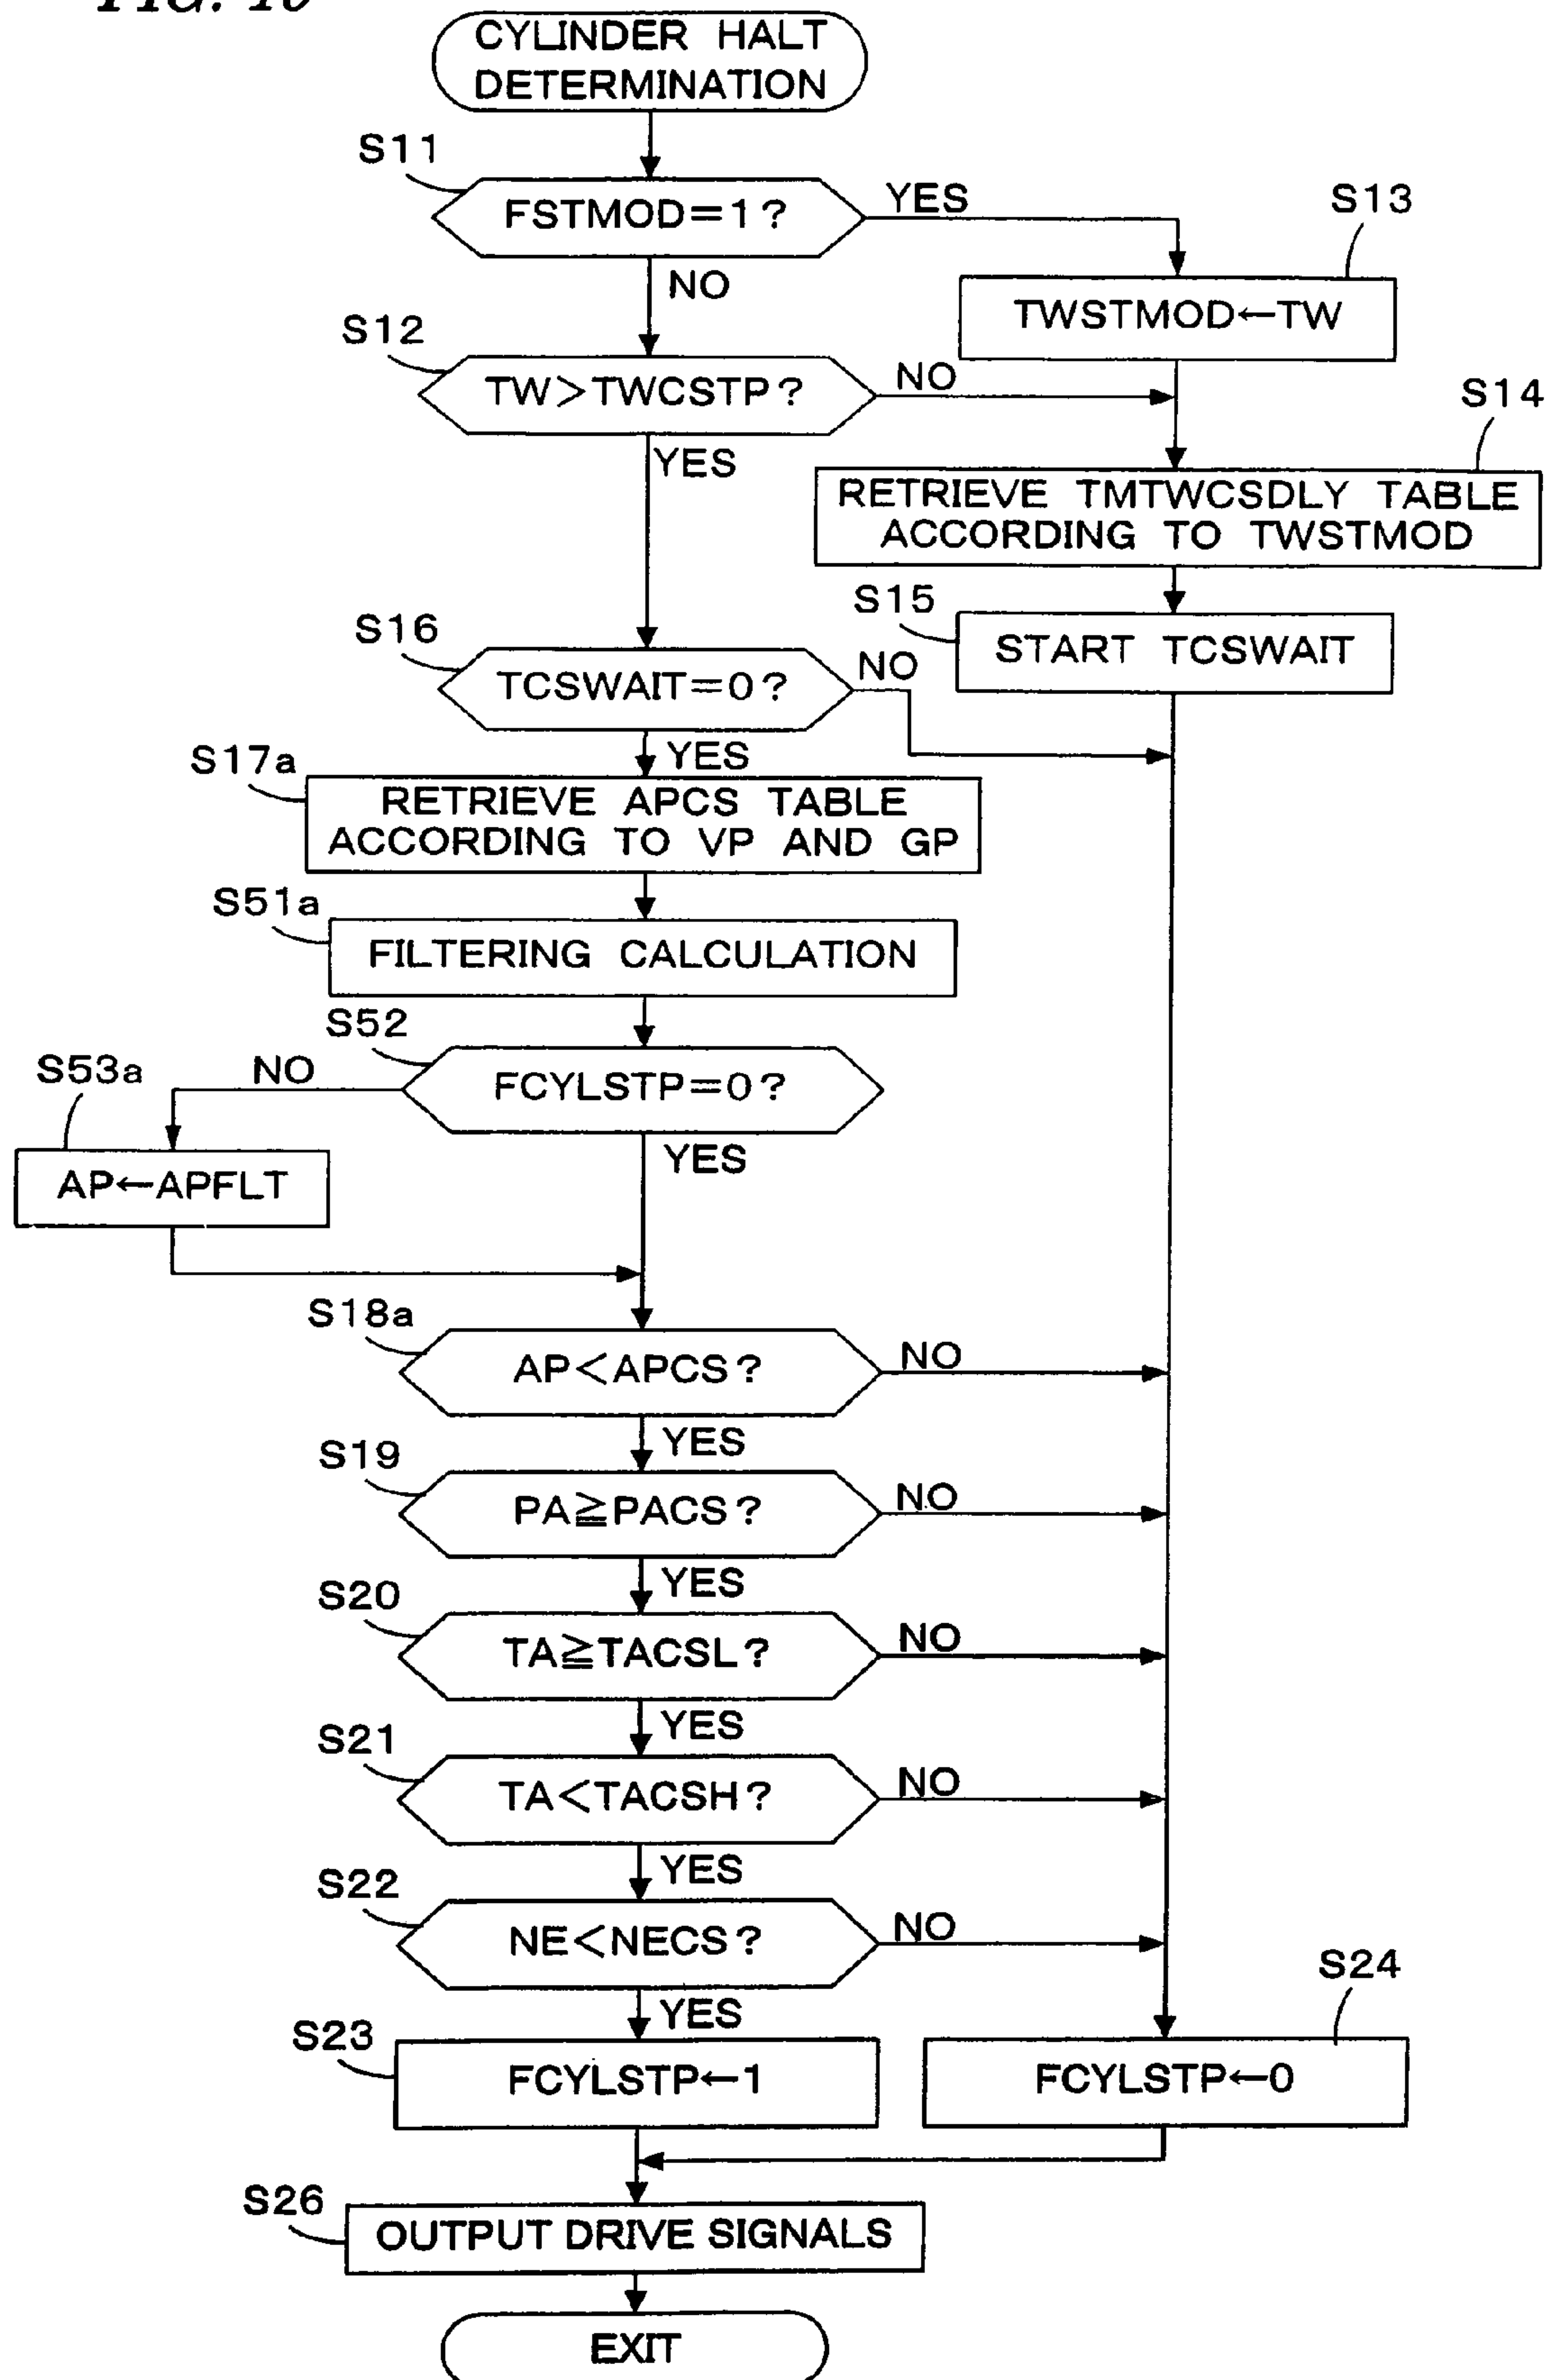 CYLINDER HALT
DETERMINATION
S11
FSTMOD=1?
YES
NO
S13
TWSTMOD←TW
S12
TW>TWCSTP?
NO
YES
S14
RETRIEVE TMTWCSDLY TABLE
ACCORDING TO TWSTMOD
S15
START TCSWAIT
S16
TCSWAIT=0?
NO
YES
S17a
RETRIEVE APCS TABLE
ACCORDING TO VP AND GP
S51a
FILTERING CALCULATION
S52
FCYLSTP=0?
NO
YES
S53a
AP←APFLT
S18a
AP<APCS?
NO
YES
S19
PA≧PACS?
NO
YES
S20
TA≧TACSL?
NO
YES
S21
TA<TACSH?
NO
YES
S22
NE<NECS?
NO
YES
S23
FCYLSTP←1
S24
FCYLSTP←0
S26
OUTPUT DRIVE SIGNALS
EXIT